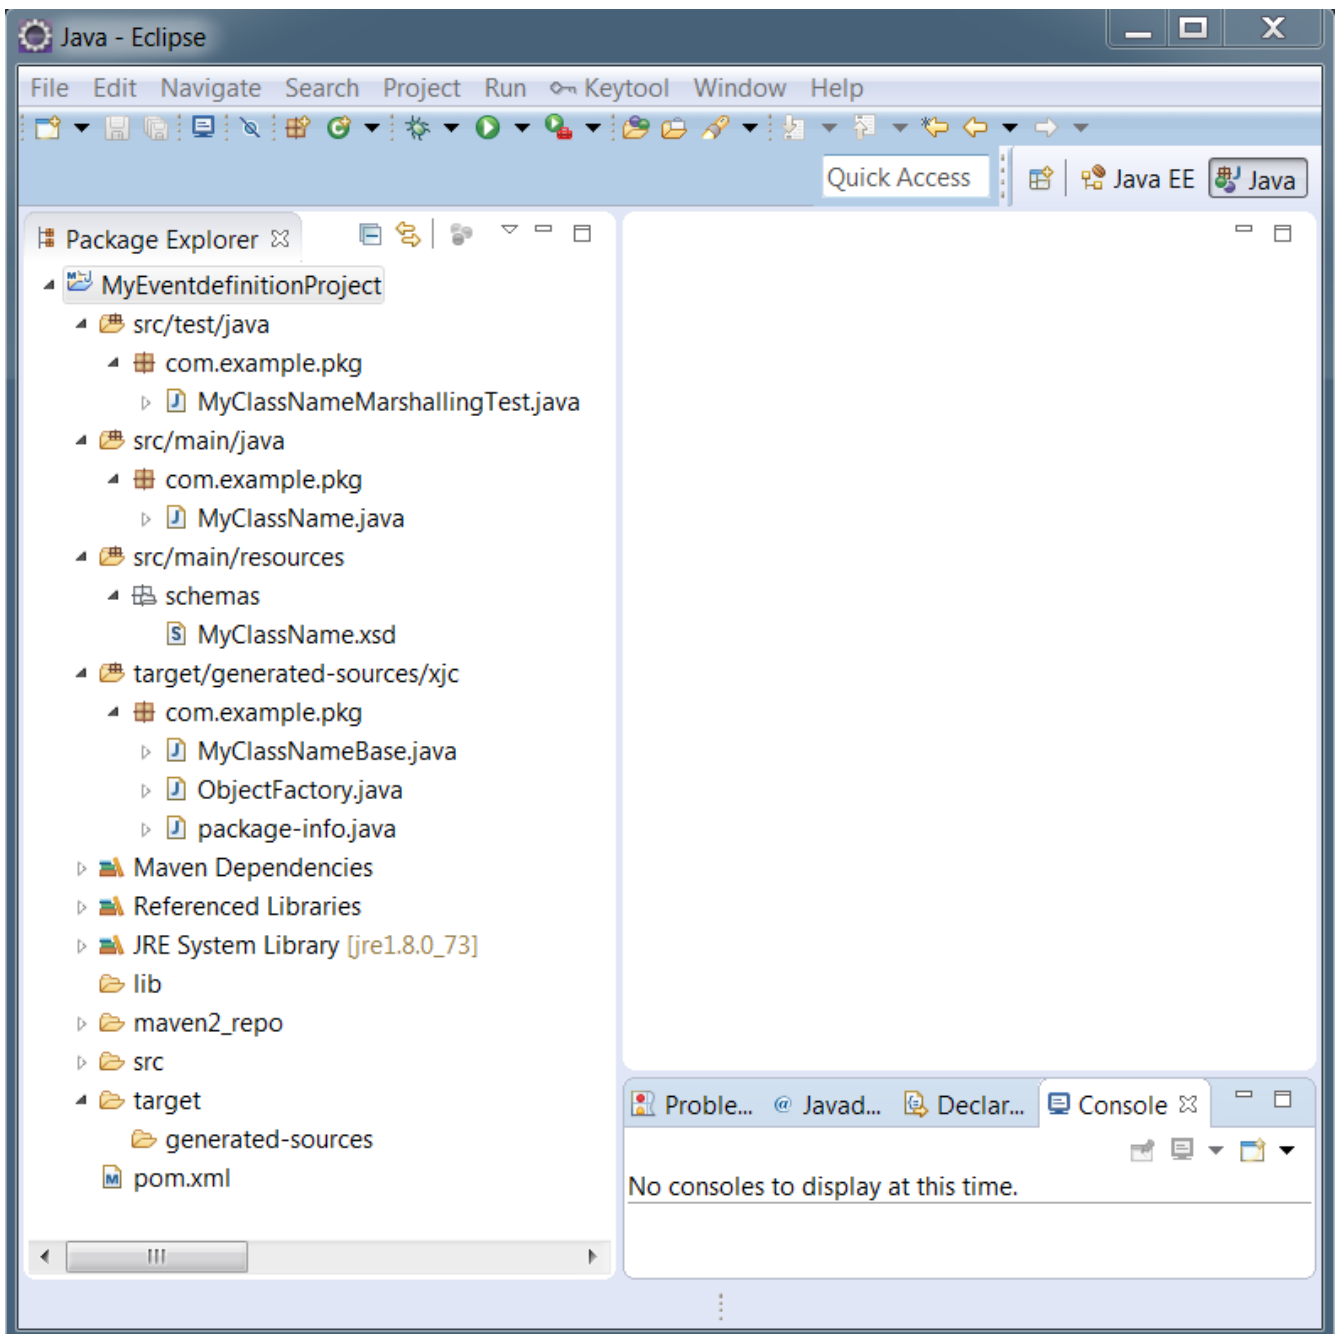 Java - Eclipse
File Edit Navigate Search Project Run Keytool Window Help
Quick Access Java EE Java
Package Explorer
MyEventdefinitionProject
src/test/java
com.example.pkg
MyClassNameMarshallingTest.java
src/main/java
com.example.pkg
MyClassName.java
src/main/resources
schemas
MyClassName.xsd
target/generated-sources/xjc
com.example.pkg
MyClassNameBase.java
ObjectFactory.java
package-info.java
Maven Dependencies
Referenced Libraries
JRE System Library [jre1.8.0_73]
lib
maven2_repo
src
target
generated-sources
pom.xml
Proble... Javad... Declar... Console
No consoles to display at this time.